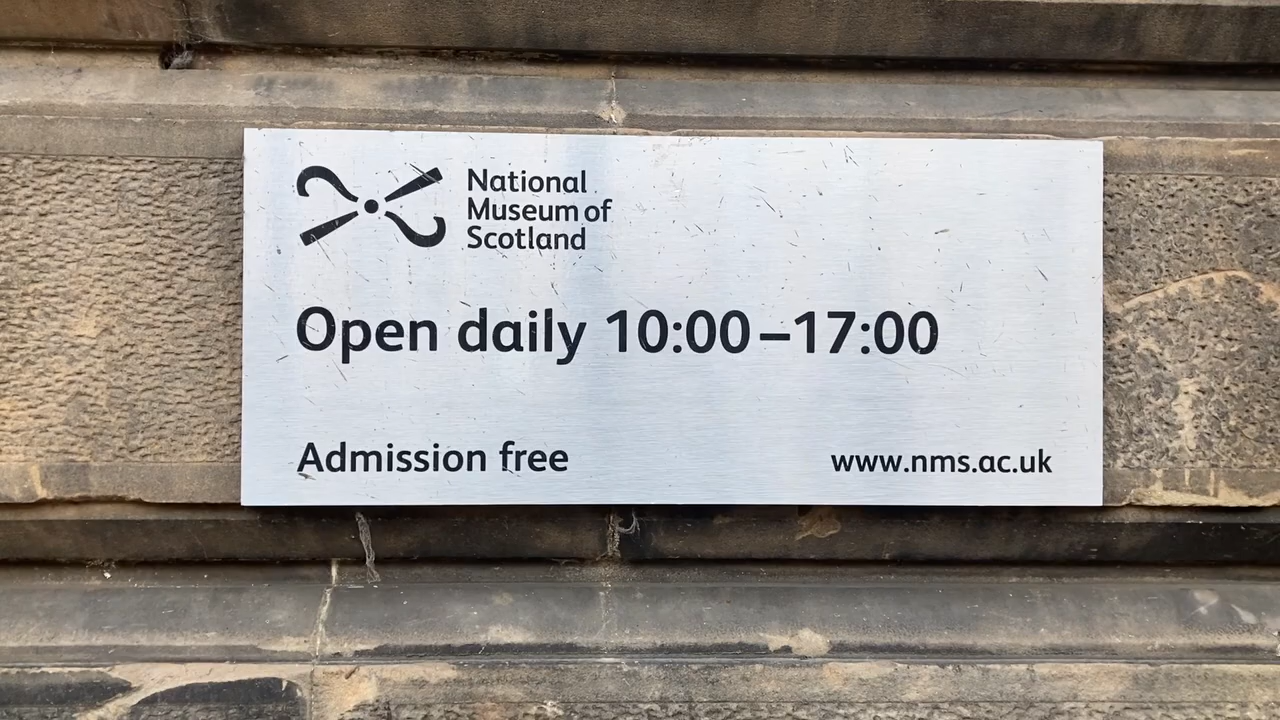 National
Museum of
Scotland
Open daily 10:00–17:00
Admission free
www.nms.ac.uk